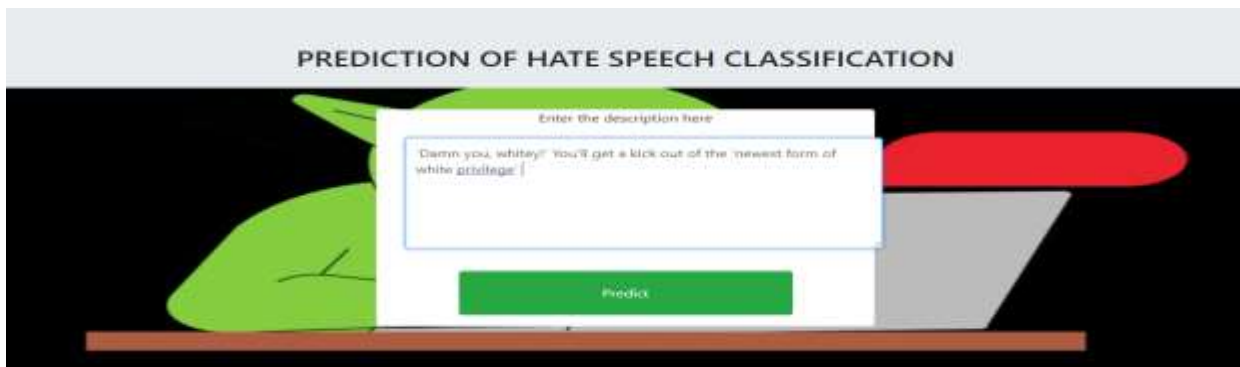 PREDICTION OF HATE SPEECH CLASSIFICATION
Enter the description here
'Damn you, whitey!' You'll get a kick out of the 'newest form of
white privilege'
Predict